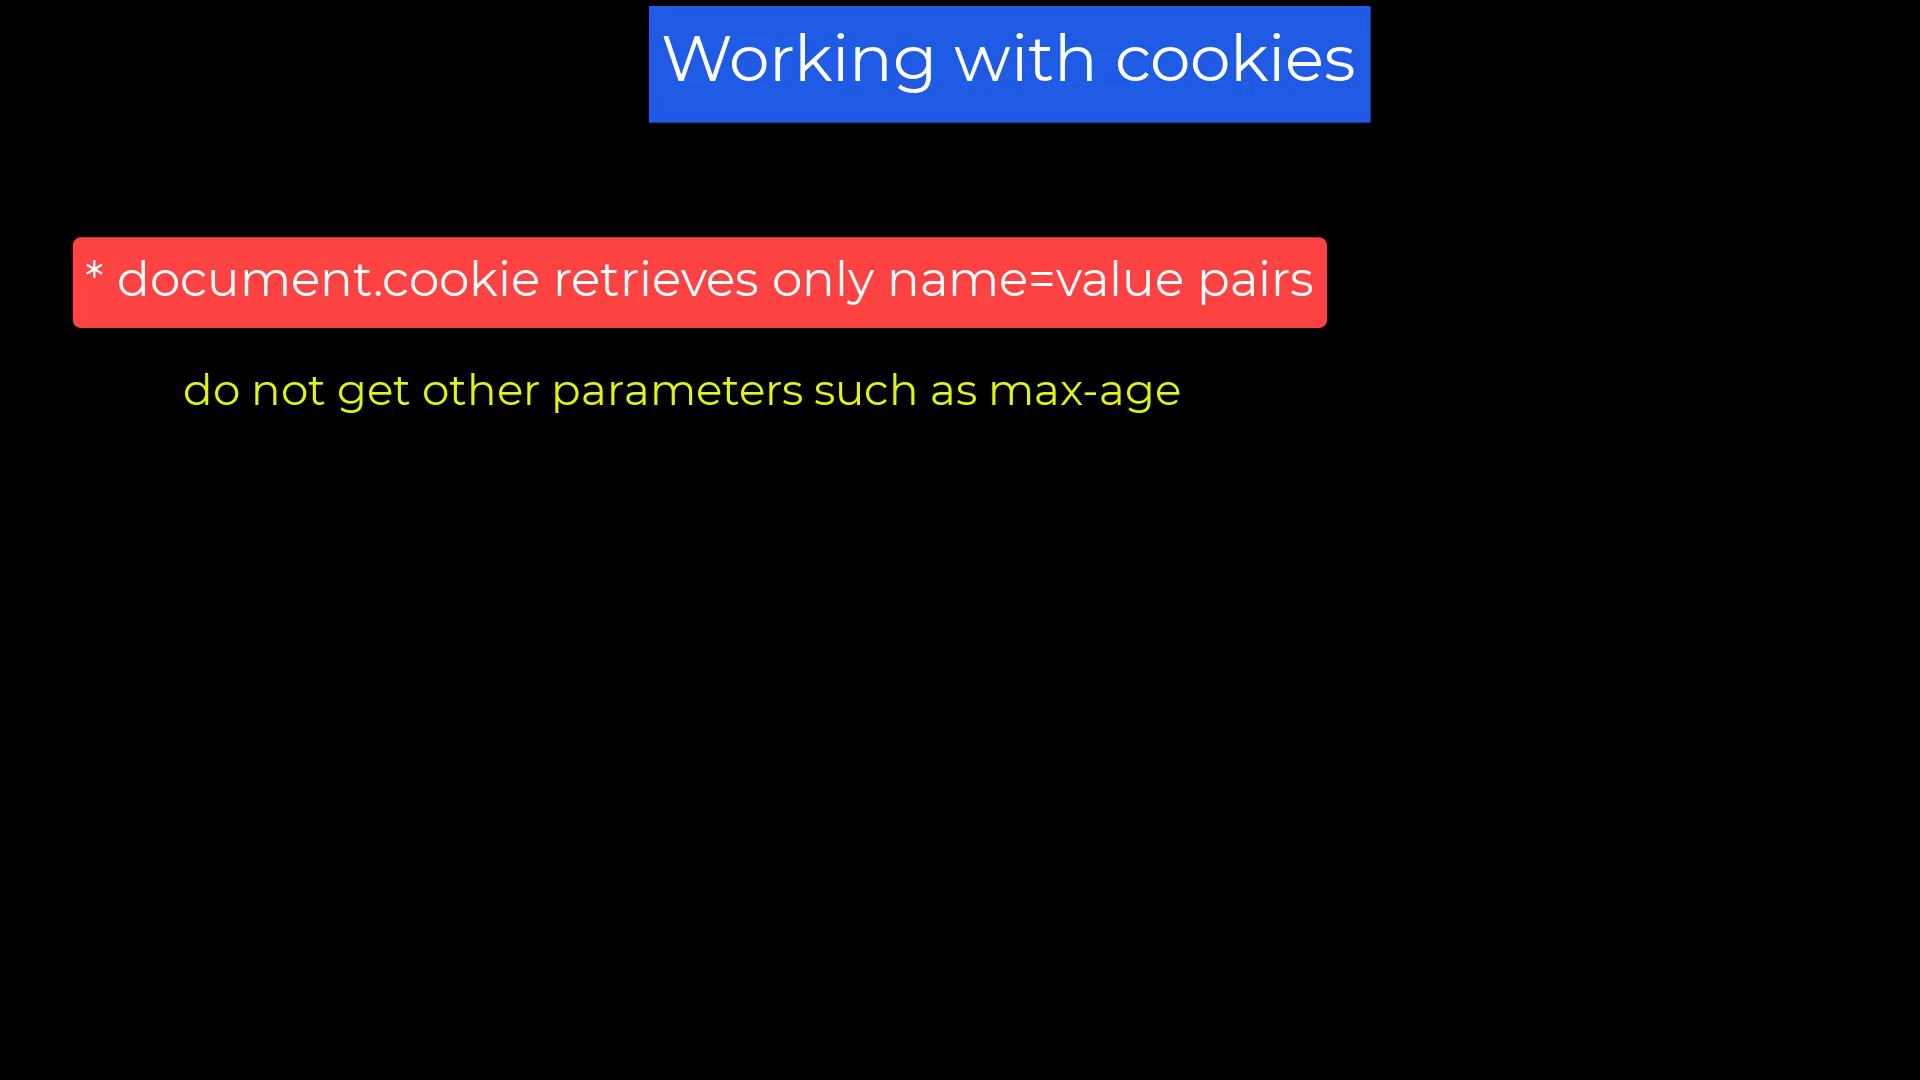 Working with cookies
* document.cookie retrieves only name=value pairs
do not get other parameters such as max-age